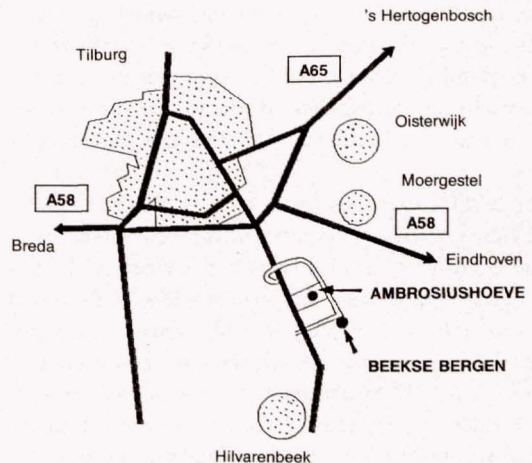 's Hertogenbosch
Tilburg
A65
Oisterwijk
Moergestel
A58
A58
Breda
Eindhoven
AMBROSIUSHOEVE
BEEKSE BERGEN
Hilvarenbeek